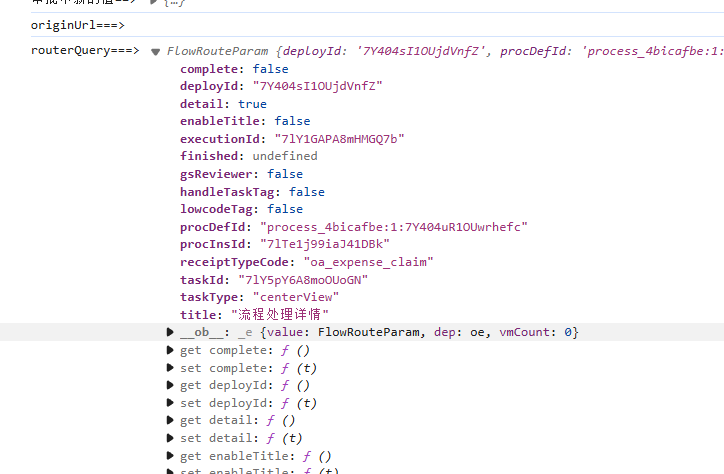 originUrl===>
routerQuery===> ▼ FlowRouteParam {deployId: '7Y404sI1OUjdVnfZ', procDefId: 'process_4bicafbe:1:
complete: false
deployId: "7Y404sI1OUjdVnfZ"
detail: true
enableTitle: false
executionId: "7lY1GAPA8mHMGQ7b"
finished: undefined
gsReviewer: false
handleTaskTag: false
lowcodeTag: false
procDefId: "process_4bicafbe:1:7Y404uR1OUwrhefc"
procInsId: "7lTe1j99iaJ41DBk"
receiptTypeCode: "oa_expense_claim"
taskId: "7lY5pY6A8moOUoGN"
taskType: "centerView"
title: "流程处理详情"
▶ __ob__: _e {value: FlowRouteParam, dep: oe, vmCount: 0}
▶ get complete: ƒ ()
▶ set complete: ƒ (t)
▶ get deployId: ƒ ()
▶ set deployId: ƒ (t)
▶ get detail: ƒ ()
▶ set detail: ƒ (t)
▶ get enableTitle: ƒ ()
▶ set enableTitle: ƒ (t)